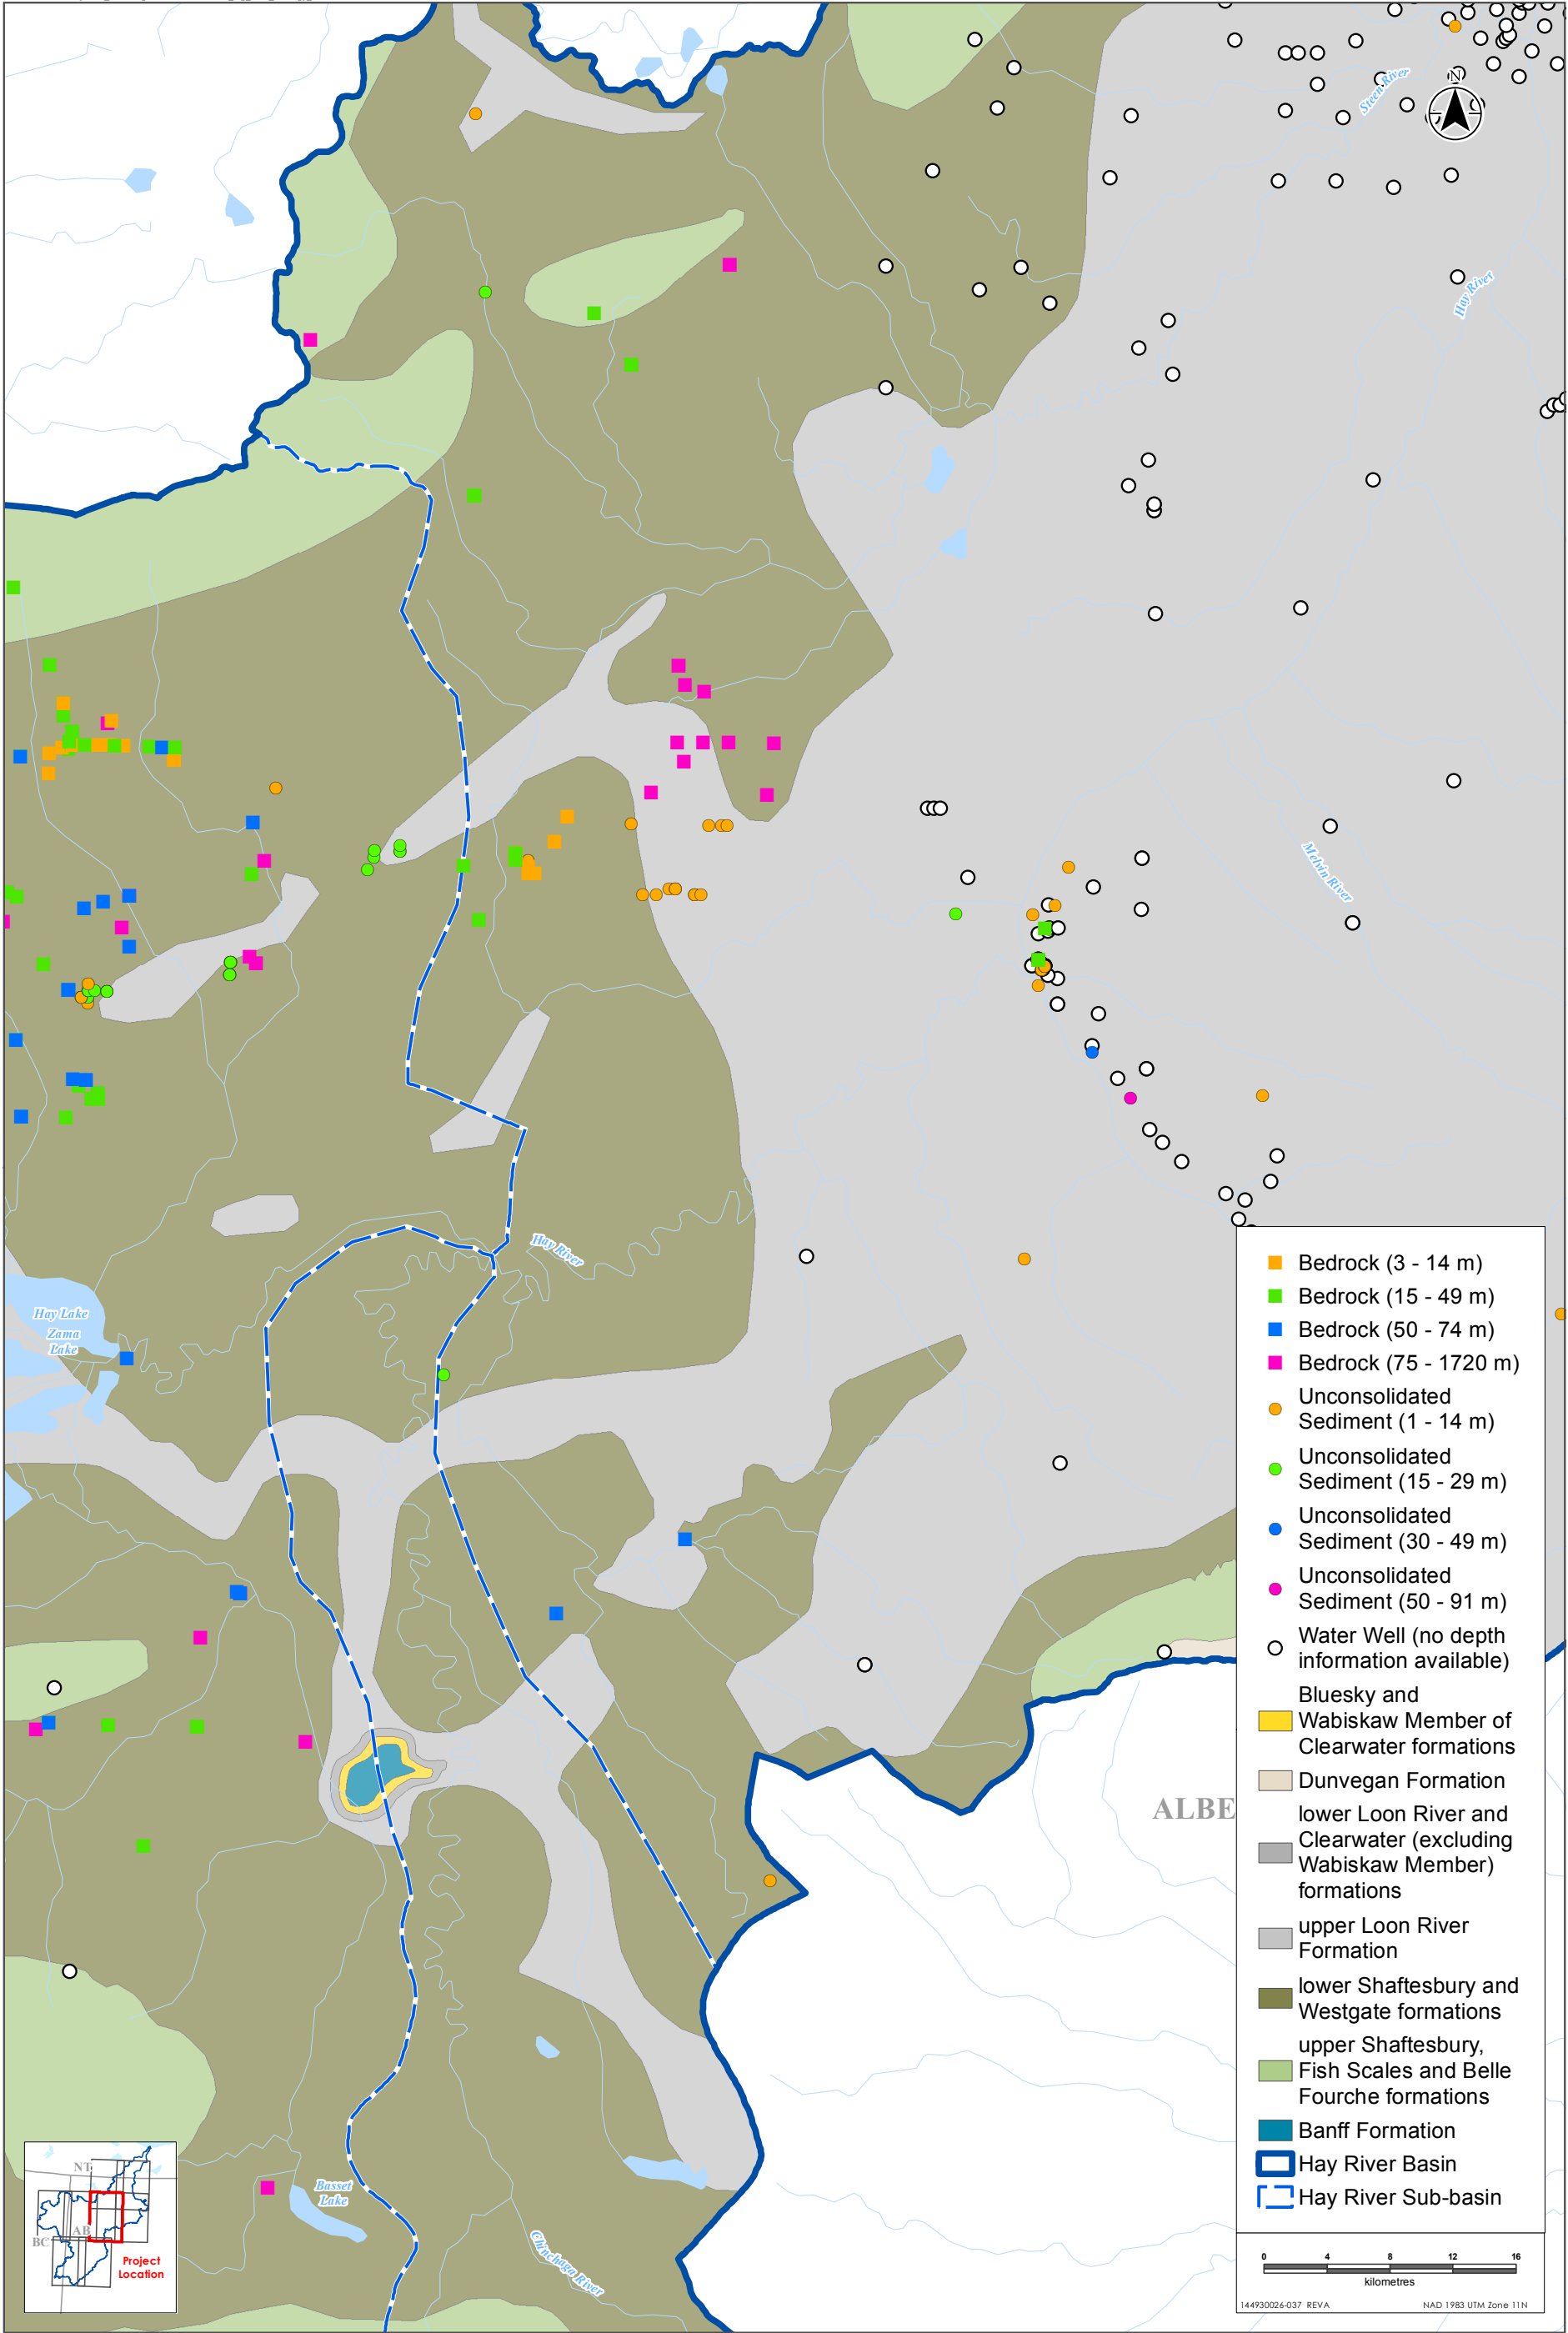 Steen River
N
Hay River
Melvin River
Hay River
Hay Lake
Zama
Lake
ALBE
Basset
Lake
Chinchaga River
Bedrock (3 - 14 m)
Bedrock (15 - 49 m)
Bedrock (50 - 74 m)
Bedrock (75 - 1720 m)
Unconsolidated
Sediment (1 - 14 m)
Unconsolidated
Sediment (15 - 29 m)
Unconsolidated
Sediment (30 - 49 m)
Unconsolidated
Sediment (50 - 91 m)
Water Well (no depth
information available)
Bluesky and
Wabiskaw Member of
Clearwater formations
Dunvegan Formation
lower Loon River and
Clearwater (excluding
Wabiskaw Member)
formations
upper Loon River
Formation
lower Shaftesbury and
Westgate formations
upper Shaftesbury,
Fish Scales and Belle
Fourche formations
Banff Formation
Hay River Basin
Hay River Sub-basin
0 4 8 12 16
kilometres
144930026-037 REVA
NAD 1983 UTM Zone 11N
NT
AB
BC
Project
Location